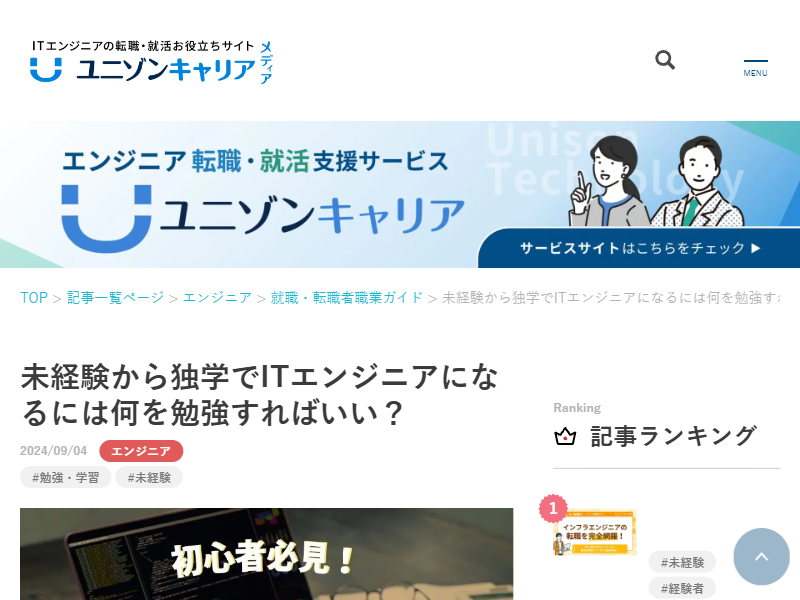 ITエンジニアの転職・就活お役立ちサイト
ユニゾンキャリア
メディア
MENU
Unison
Technology
エンジニア転職・就活支援サービス
ユニゾンキャリア
サービスサイトはこちらをチェック ▶
TOP > 記事一覧ページ > エンジニア > 就職・転職者職業ガイド > 未経験から独学でITエンジニアになるには何を勉強すれ
未経験から独学でITエンジニアにな
るには何を勉強すればいい？
2024/09/04 エンジニア
#勉強・学習 #未経験
初心者必見！
Ranking
記事ランキング
1
インフラエンジニアの
転職を完全網羅！
#未経験
#経験者